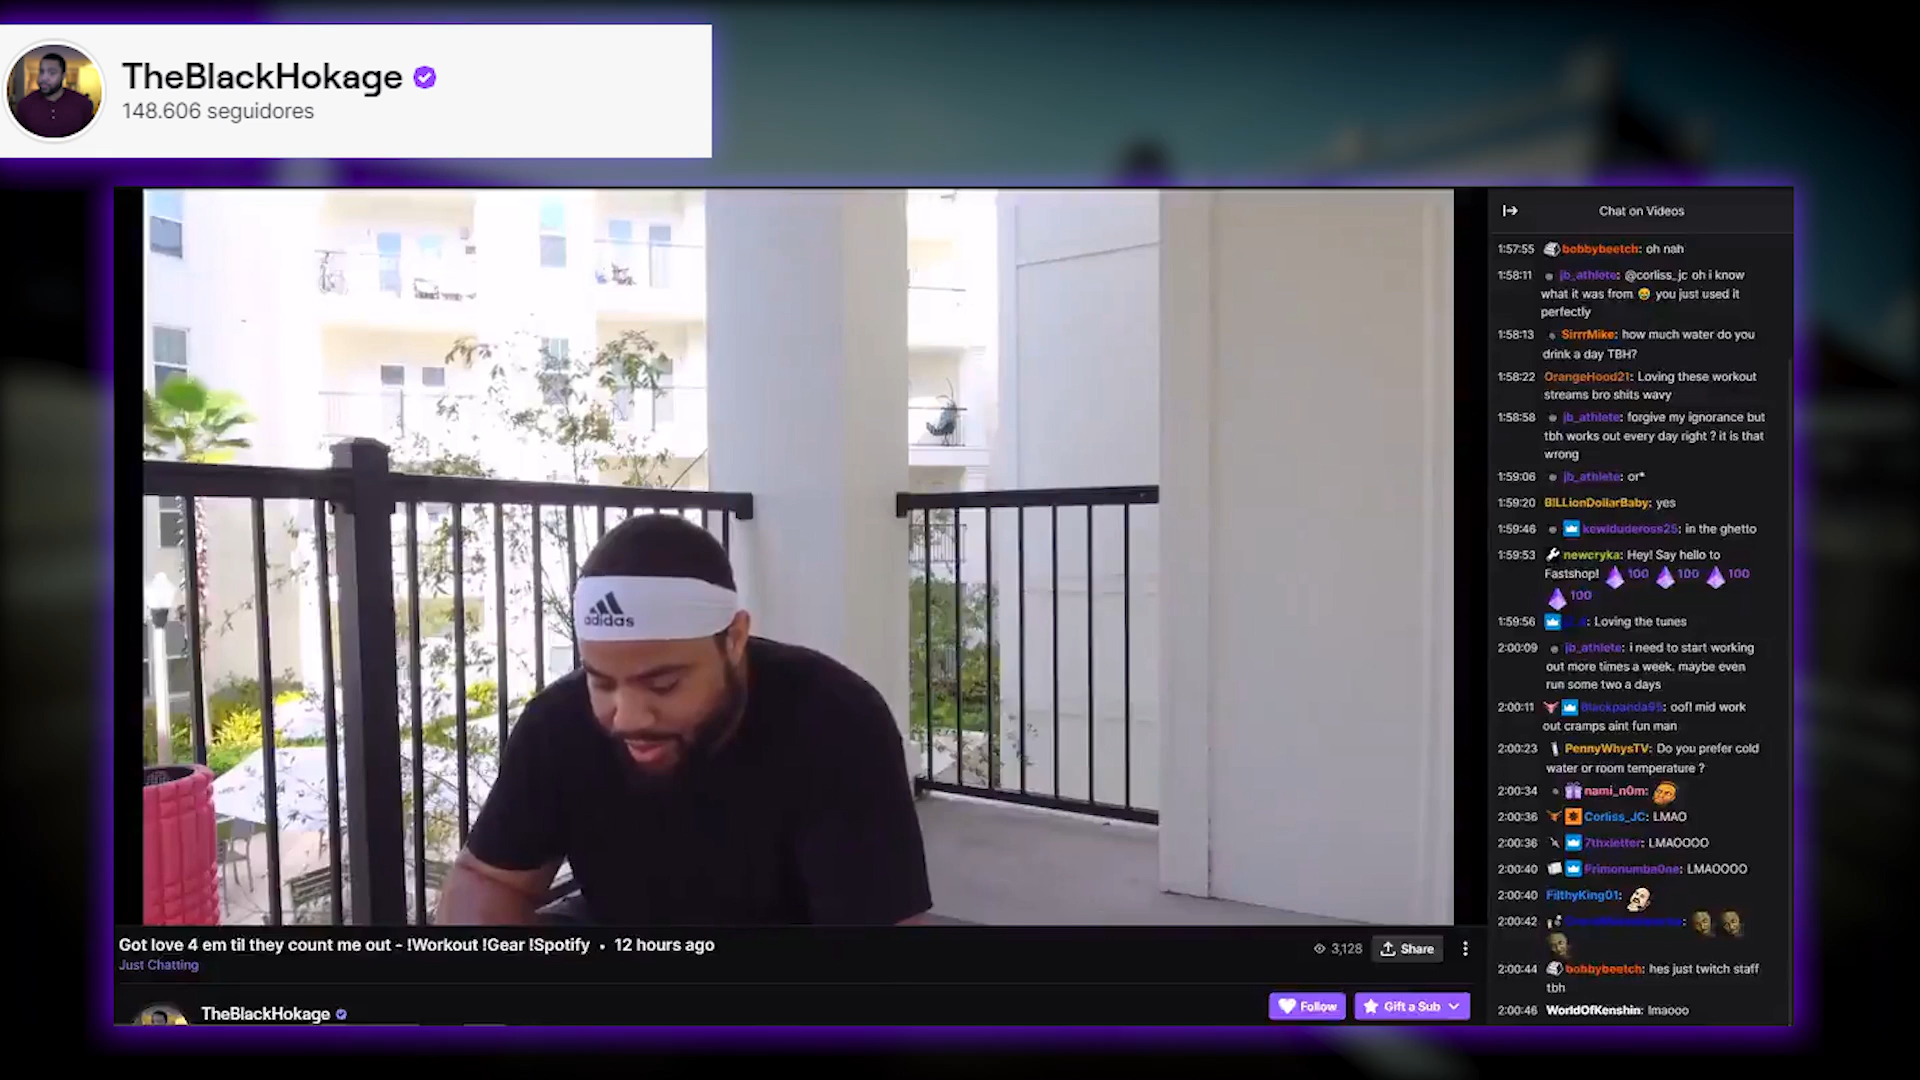 TheBlackHokage
148.606 seguidores
adidas
Got love 4 em til they count me out - !Workout !Gear !Spotify • 12 hours ago
3,128
Share
Just Chatting
TheBlackHokage
Follow
Gift a Sub
Chat on Videos
1:57:55 bobbybeetch: oh nah
1:58:11 jb_athlete: @corliss_jc oh i know
what it was from 😭 you just used it
perfectly
1:58:13 SirrrMike: how much water do you
drink a day TBH?
1:58:22 OrangeHood21: Loving these workout
streams bro shits wavy
1:58:58 jb_athlete: forgive my ignorance but
tbh works out every day right ? it is that
wrong
1:59:06 jb_athlete: or*
1:59:20 BILLionDollarBaby: yes
1:59:46 kewldudeross25: in the ghetto
1:59:53 newcryka: Hey! Say hello to
Fastshop! 100 100 100
100
1:59:56 : Loving the tunes
2:00:09 jb_athlete: i need to start working
out more times a week. maybe even
run some two a days
2:00:11 Blackpanda95: oof! mid work
out cramps aint fun man
2:00:23 PennyWhysTV: Do you prefer cold
water or room temperature ?
2:00:34 nami_n0m:
2:00:36 Corliss_JC: LMAO
2:00:36 7thxletter: LMAOOOO
2:00:40 Primonumba0ne: LMAOOOO
2:00:40 FilthyKing01:
2:00:42 :
2:00:44 bobbybeetch: hes just twitch staff
tbh
2:00:46 WorldOfKenshin: lmaooo